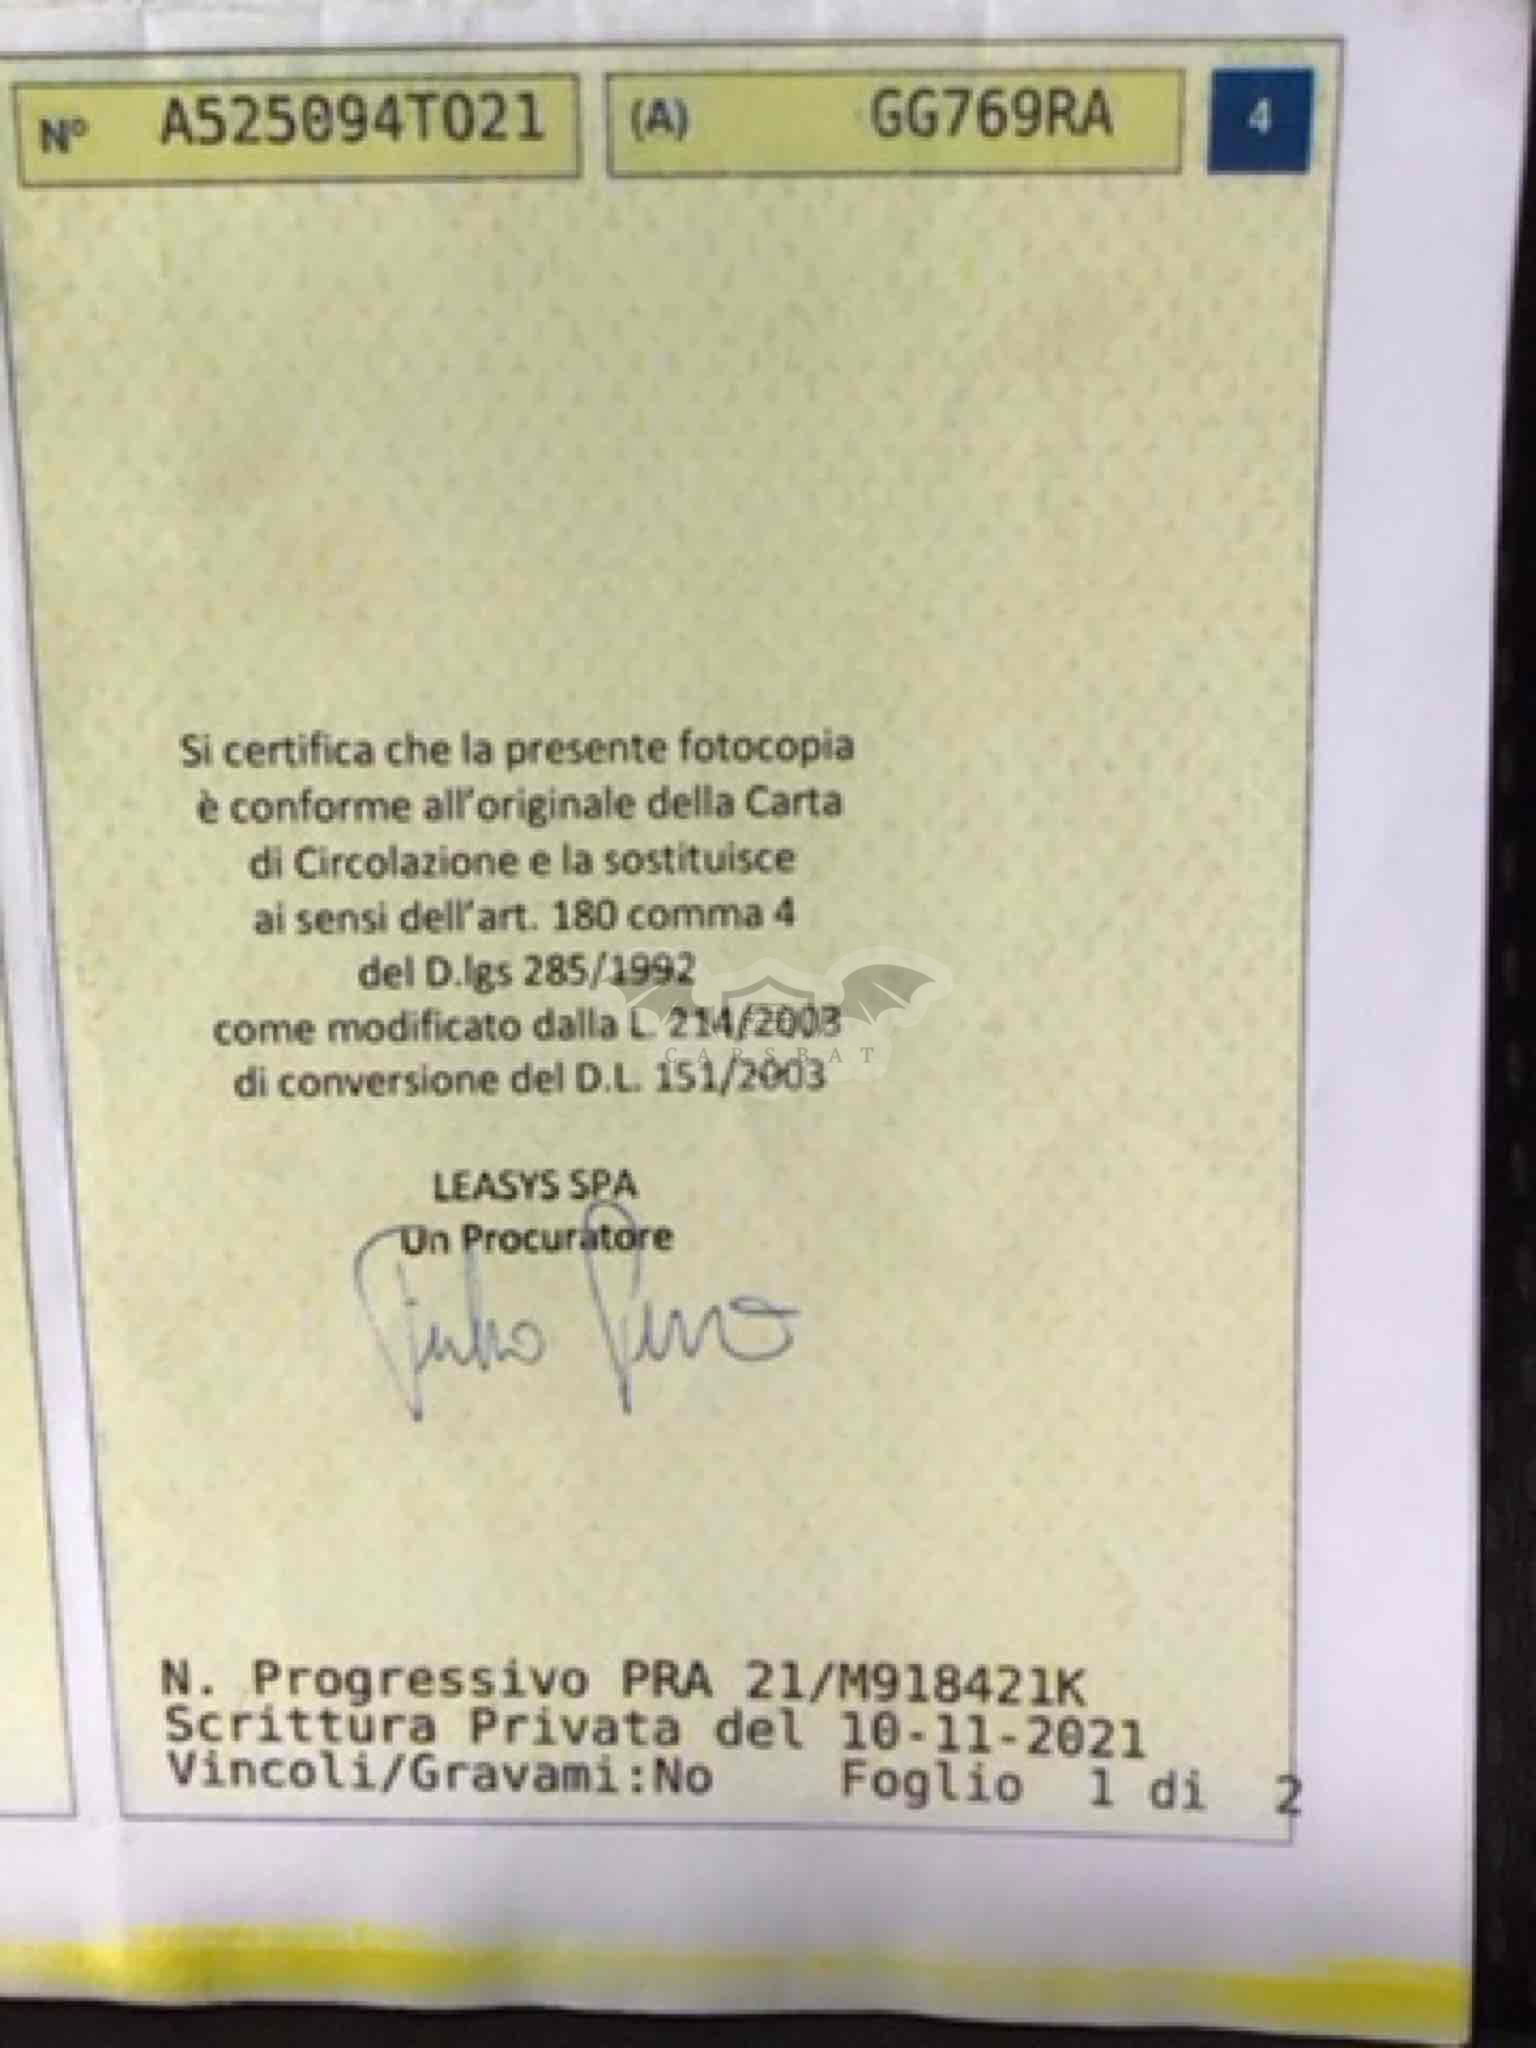 Nº A525094TO21 (A) GG769RA 4
Si certifica che la presente fotocopia
è conforme all'originale della Carta
di Circolazione e la sostituisce
ai sensi dell'art. 180 comma 4
del D.lgs 285/1992
come modificato dalla L. 214/2003
di conversione del D.L. 151/2003
CARSBAT
LEASYS SPA
Un Procuratore
N. Progressivo PRA 21/M918421K
Scrittura Privata del 10-11-2021
Vincoli/Gravami:No Foglio 1 di 2